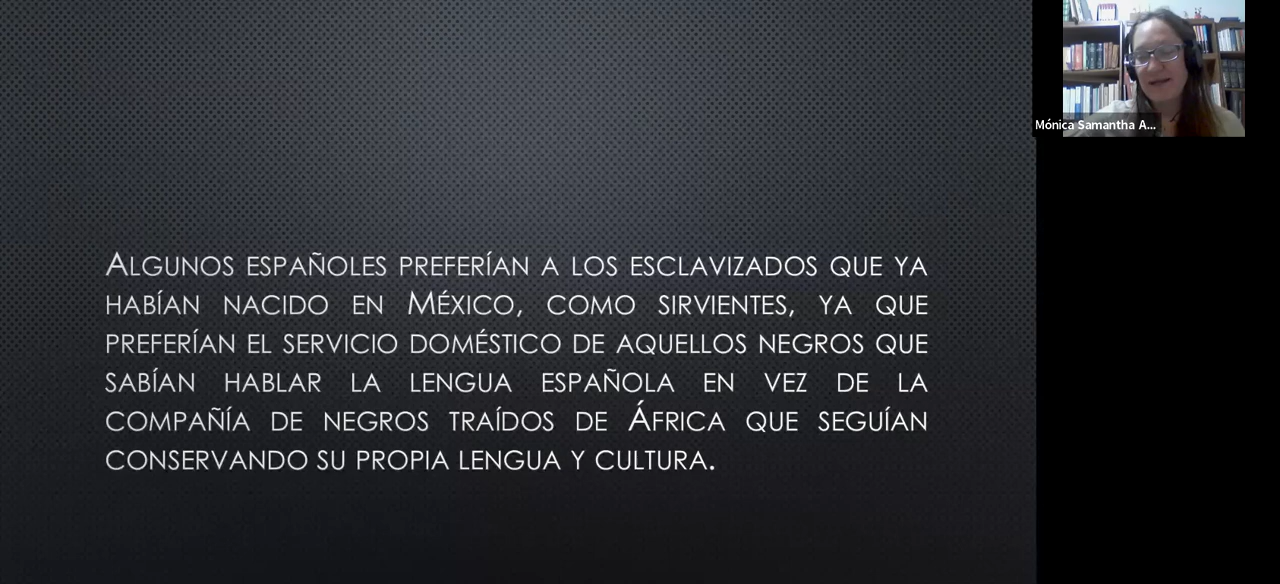 Algunos españoles preferían a los esclavizados que ya
habían nacido en México, como sirvientes, ya que
preferían el servicio doméstico de aquellos negros que
sabían hablar la lengua española en vez de la
compañía de negros traídos de África que seguían
conservando su propia lengua y cultura.
Mónica Samantha A...